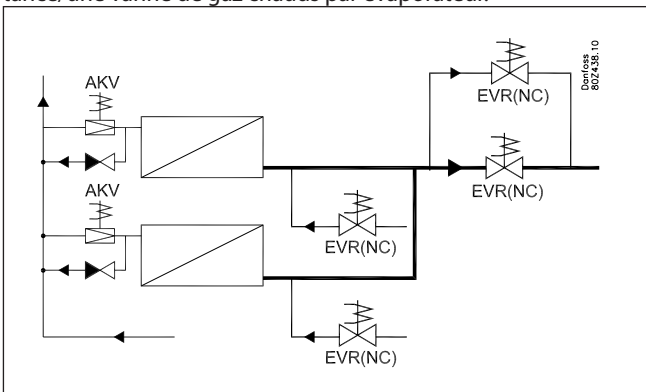 tanés, une vanne de gaz chauds par évaporateur.
AKV
EVR(NC)
Danfoss
80Z438.10
AKV
EVR(NC)
EVR(NC)
EVR(NC)